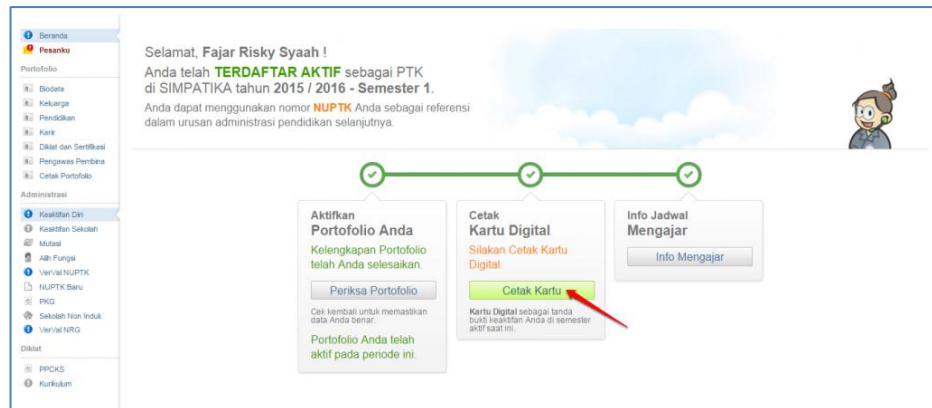 Beranda
Pesanku
Portofolio
Biodata
Keluarga
Pendidikan
Karir
Diklat dan Sertifikasi
Pengawas Pembina
Cetak Portofolio
Administrasi
Keaktifan Diri
Keaktifan Sekolah
Mutasi
Alih Fungsi
VerVal NUPTK
NUPTK Baru
PKG
Sekolah Non Induk
VerVal NRG
Diklat
PPCKS
Kurikulum
Selamat, Fajar Risky Syaah !
Anda telah TERDAFTAR AKTIF sebagai PTK
di SIMPATIKA tahun 2015 / 2016 - Semester 1.
Anda dapat menggunakan nomor NUPTK Anda sebagai referensi
dalam urusan administrasi pendidikan selanjutnya.
Aktifkan
Portofolio Anda
Kelengkapan Portofolio
telah Anda selesaikan.
Periksa Portofolio
Cek kembali untuk memastikan
data Anda benar.
Portofolio Anda telah
aktif pada periode ini.
Cetak
Kartu Digital
Silakan Cetak Kartu
Digital.
Cetak Kartu
Kartu Digital sebagai tanda
bukti keaktifan Anda di semester
aktif saat ini.
Info Jadwal
Mengajar
Info Mengajar